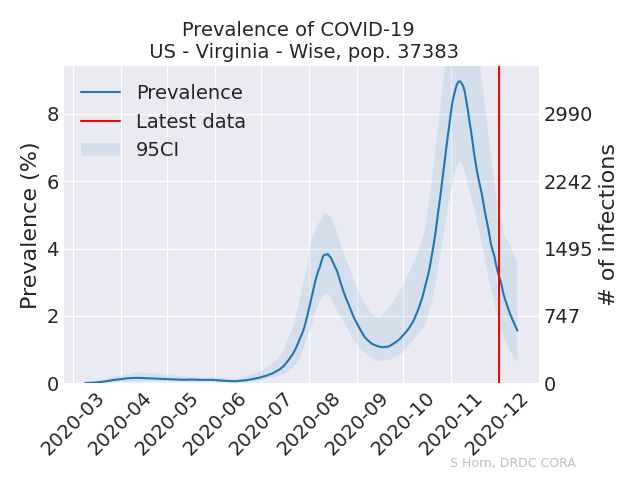 Prevalence of COVID-19
US - Virginia - Wise, pop. 37383
Prevalence
Latest data
95CI
Prevalence (%)
8
6
4
2
0
2990
2242
1495
747
0
# of infections
2020-03
2020-04
2020-05
2020-06
2020-07
2020-08
2020-09
2020-10
2020-11
2020-12
S Horn, DRDC CORA